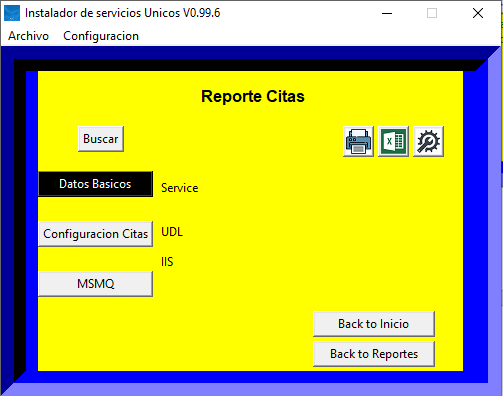 Instalador de servicios Unicos V0.99.6
Archivo Configuracion
Reporte Citas
Buscar
Datos Basicos
Service
Configuracion Citas
UDL
IIS
MSMQ
Back to Inicio
Back to Reportes